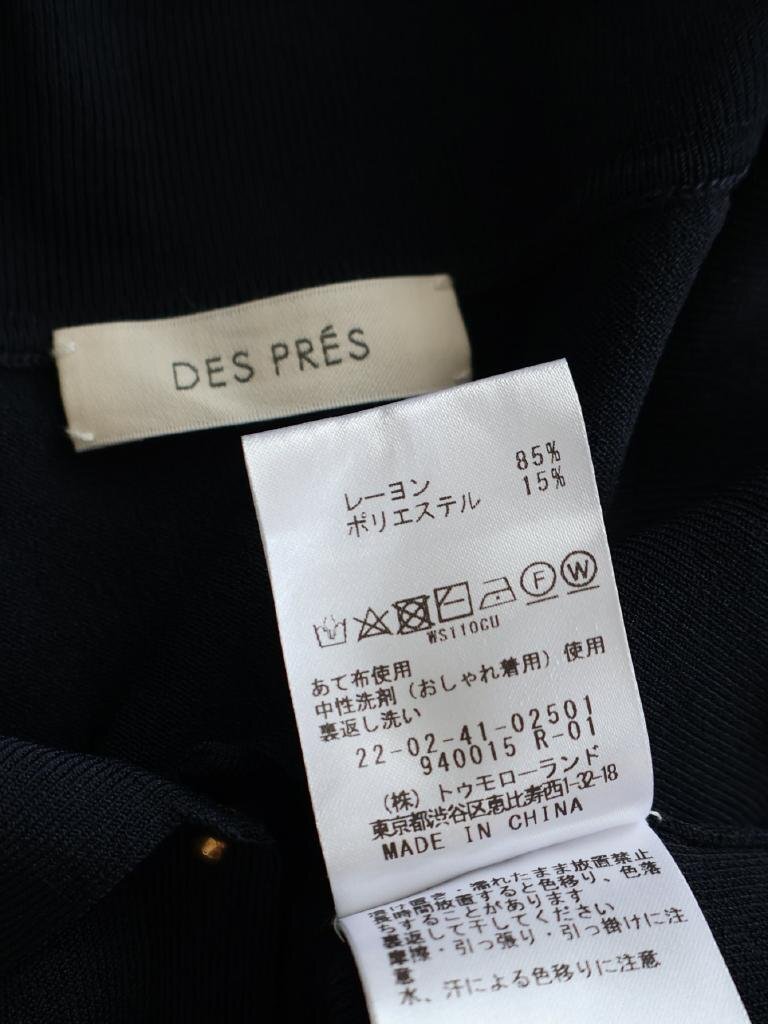 DES PRÉS
レーヨン 85%
ポリエステル 15%
F W
WS110CU
あて布使用
中性洗剤（おしゃれ着用）使用
裏返し洗い
22-02-41-02501
940015 R-01
（株）トゥモローランド
東京都渋谷区恵比寿西1-32-18
MADE IN CHINA
濡れたまま放置禁止
長時間放置すると色移り、色落
ちすることがあります
裏返して干してください
摩擦・引っ張り・引っ掛けに注
意
水、汗による色移りに注意